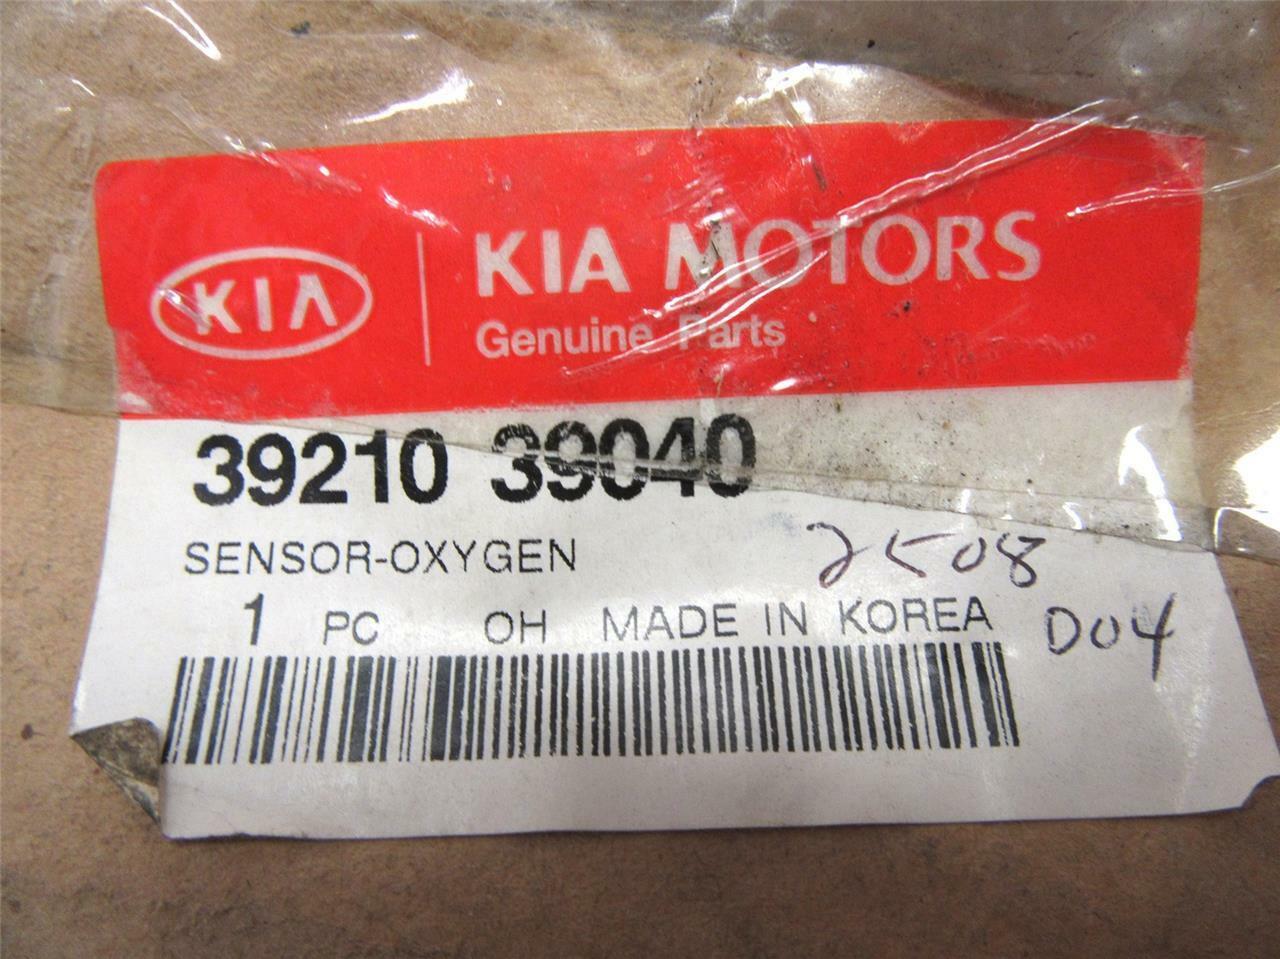 KIA
KIA MOTORS
Genuine Parts
39210 39040
SENSOR-OXYGEN
2508
1 PC OH MADE IN KOREA
D04